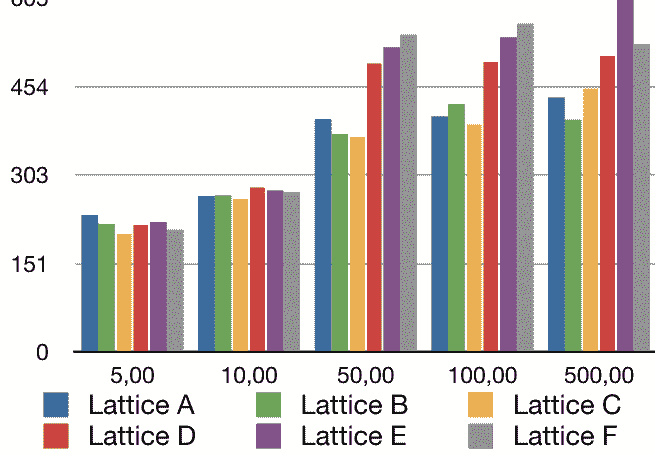 605
454
303
151
0
5,00 10,00 50,00 100,00 500,00
Lattice A Lattice B Lattice C
Lattice D Lattice E Lattice F